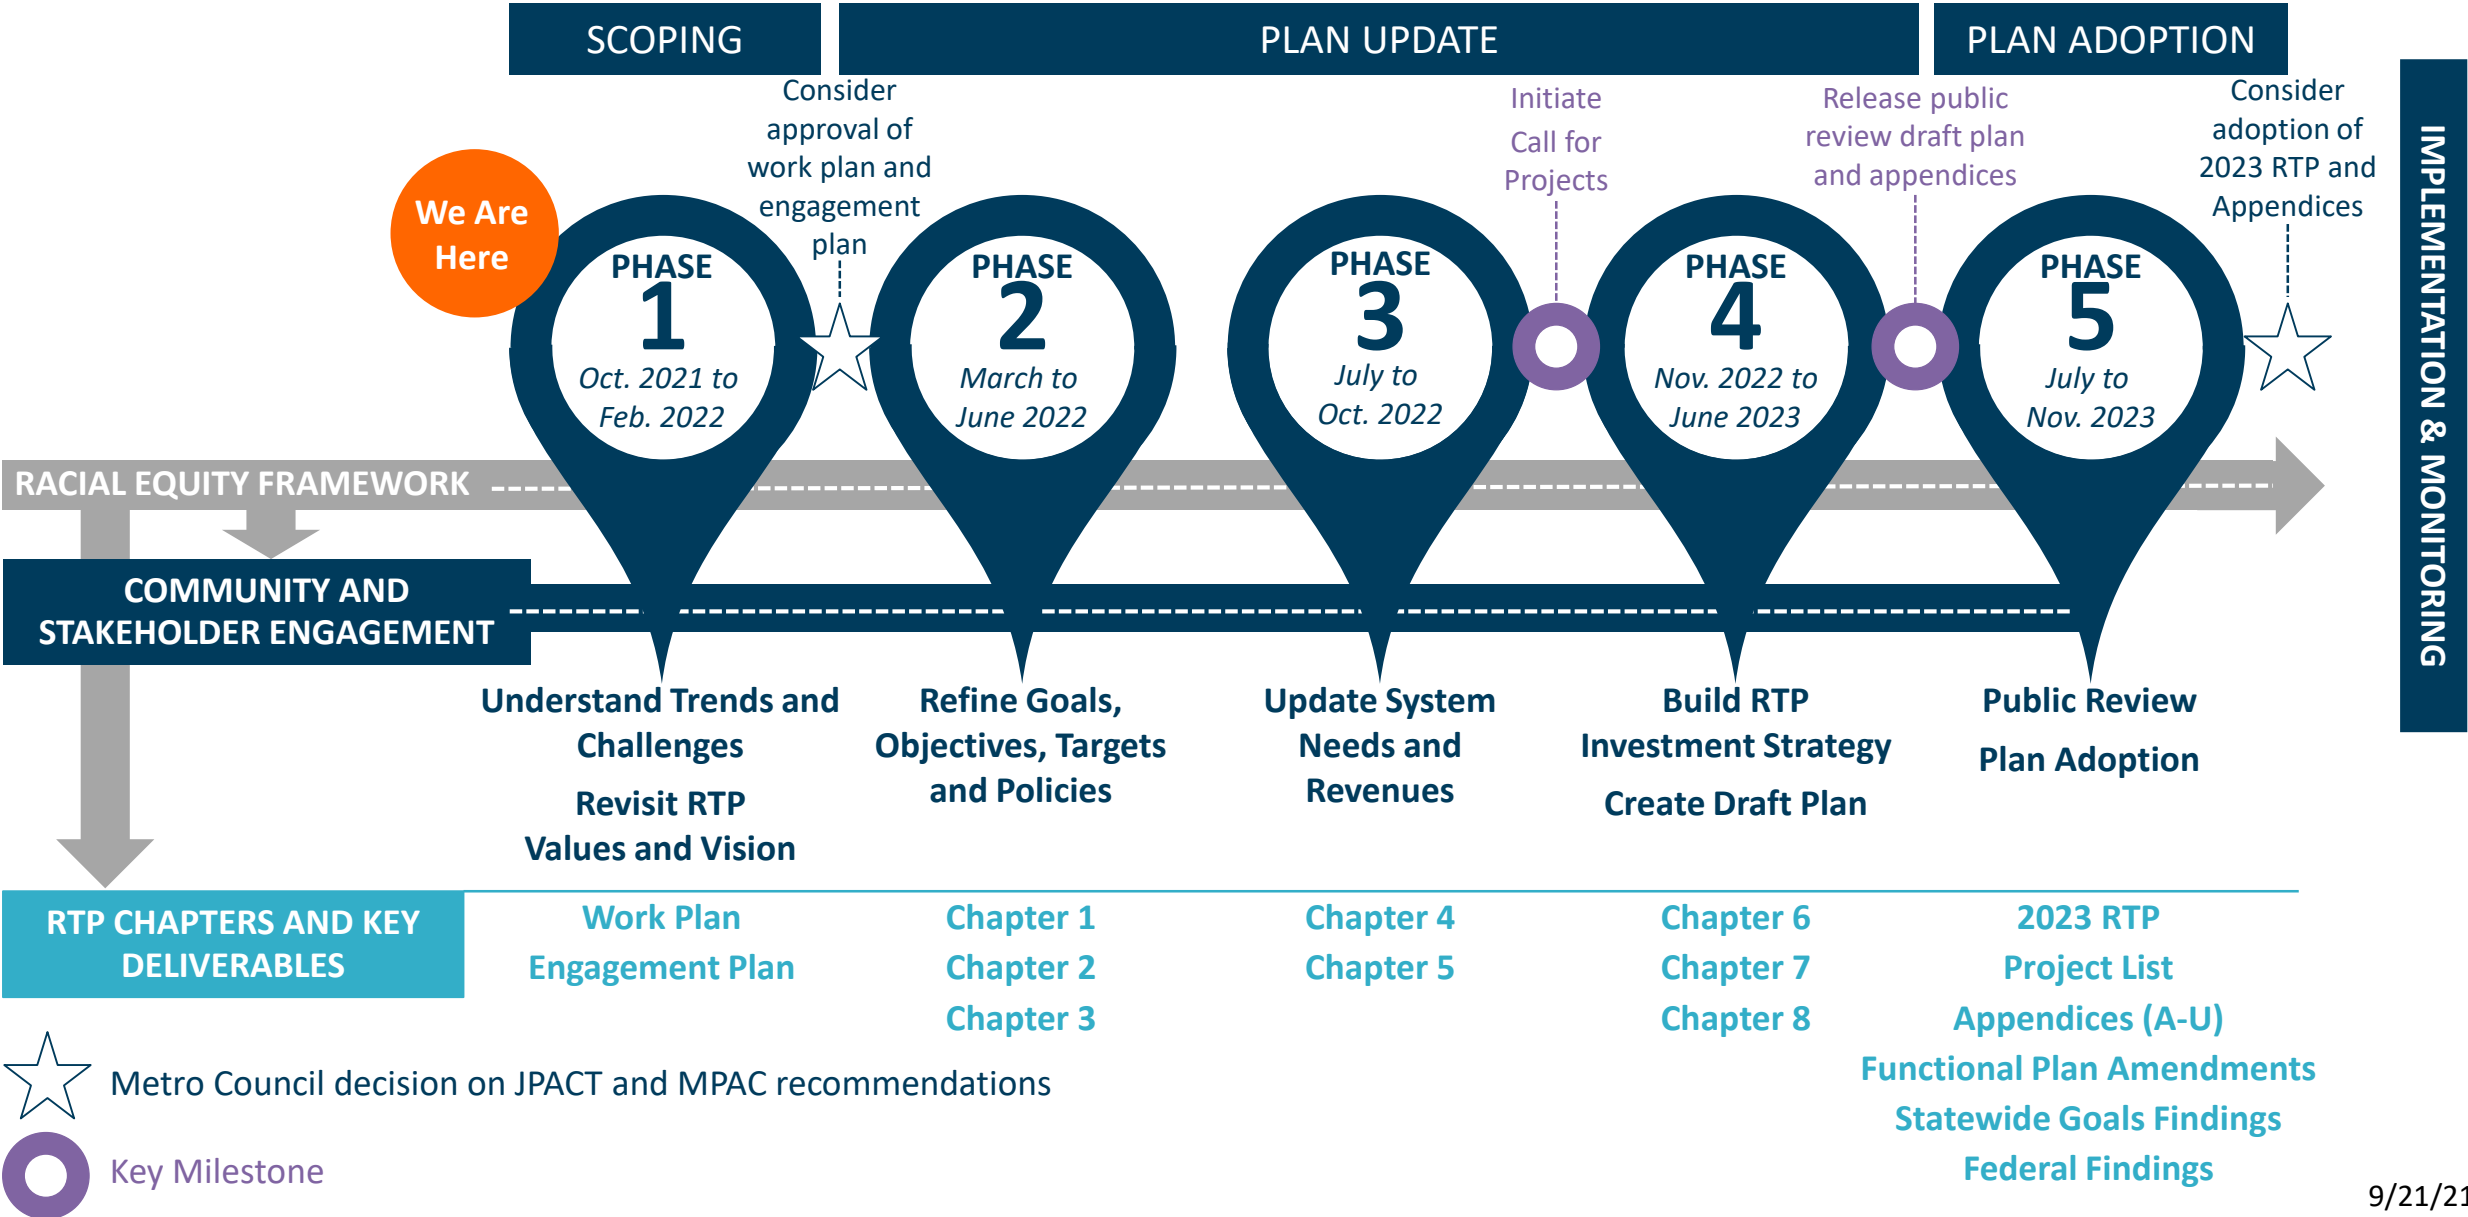 SCOPING
PLAN UPDATE
PLAN ADOPTION
Consider
approval of
work plan and
engagement
plan
Initiate
Call for
Projects
Release public
review draft plan
and appendices
Consider
adoption of
2023 RTP and
Appendices
IMPLEMENTATION & MONITORING
We Are
Here
PHASE
1
Oct. 2021 to
Feb. 2022
PHASE
2
March to
June 2022
PHASE
3
July to
Oct. 2022
PHASE
4
Nov. 2022 to
June 2023
PHASE
5
July to
Nov. 2023
RACIAL EQUITY FRAMEWORK
COMMUNITY AND
STAKEHOLDER ENGAGEMENT
Understand Trends and
Challenges
Revisit RTP
Values and Vision
Refine Goals,
Objectives, Targets
and Policies
Update System
Needs and
Revenues
Build RTP
Investment Strategy
Create Draft Plan
Public Review
Plan Adoption
RTP CHAPTERS AND KEY
DELIVERABLES
Work Plan
Engagement Plan
Chapter 1
Chapter 2
Chapter 3
Chapter 4
Chapter 5
Chapter 6
Chapter 7
Chapter 8
2023 RTP
Project List
Appendices (A-U)
Functional Plan Amendments
Statewide Goals Findings
Federal Findings
Metro Council decision on JPACT and MPAC recommendations
Key Milestone
9/21/21